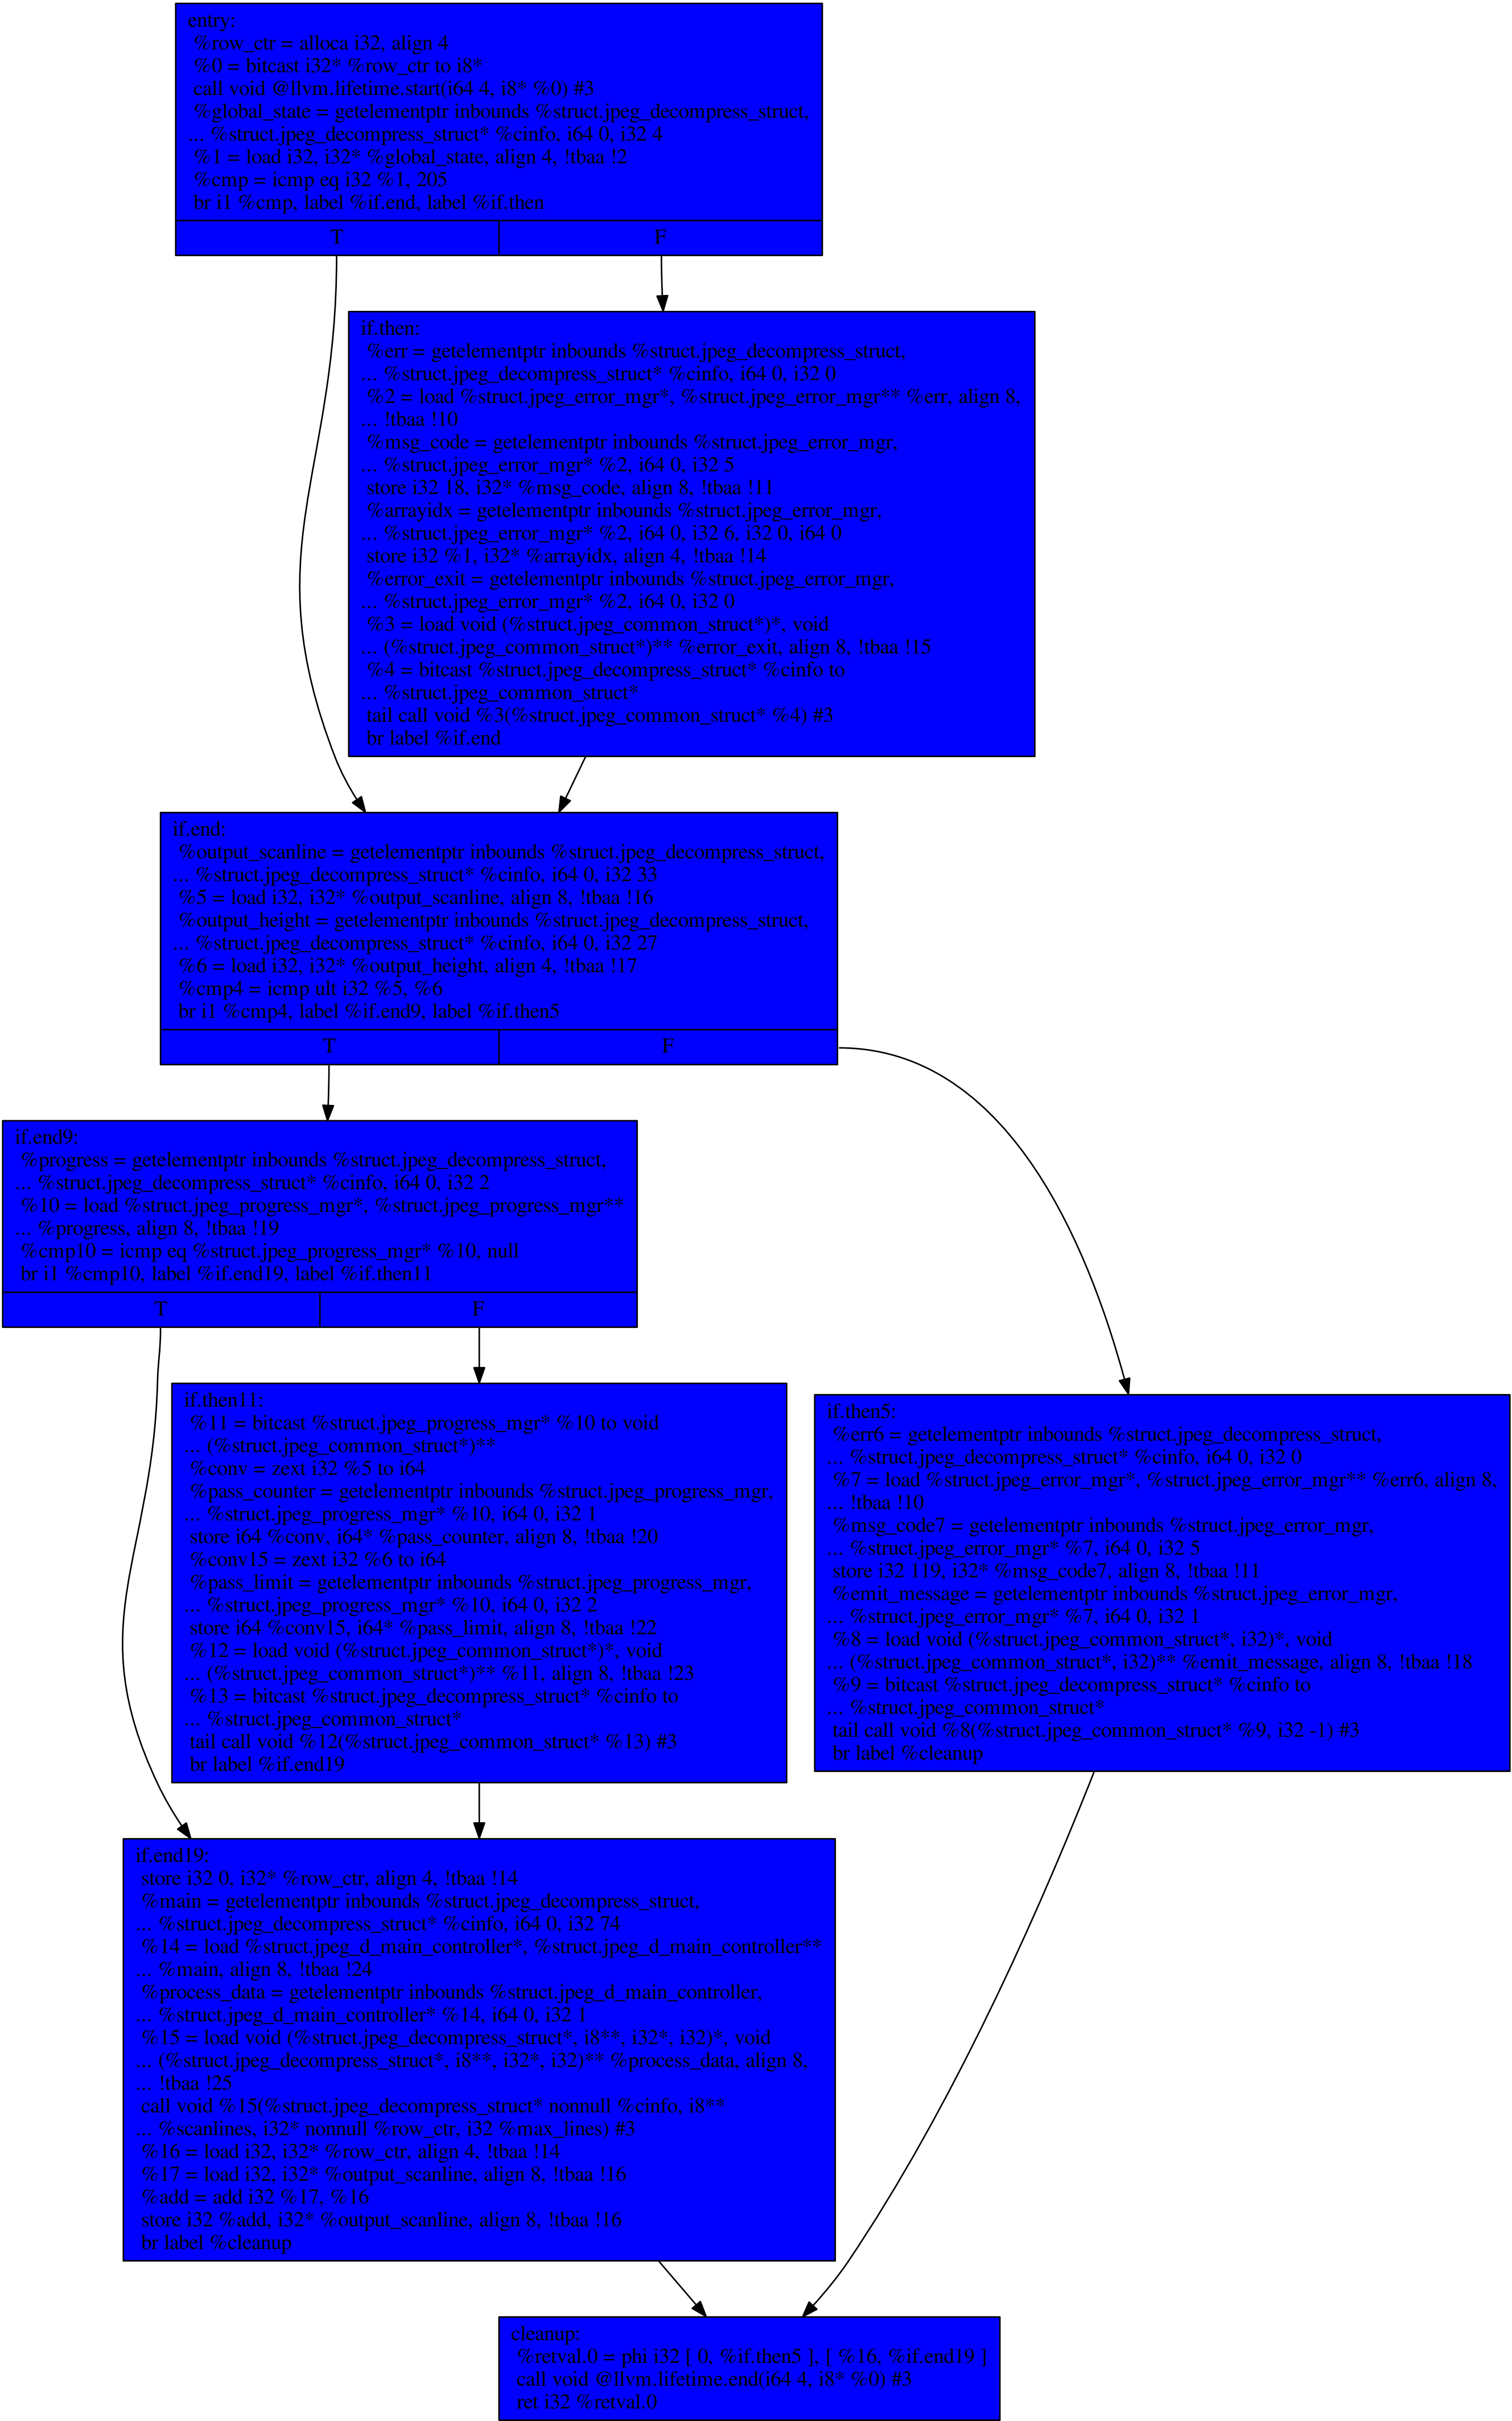 entry:
%row_ctr = alloca i32, align 4
%0 = bitcast i32* %row_ctr to i8*
call void @llvm.lifetime.start(i64 4, i8* %0) #3
%global_state = getelementptr inbounds %struct.jpeg_decompress_struct,
... %struct.jpeg_decompress_struct* %cinfo, i64 0, i32 4
%1 = load i32, i32* %global_state, align 4, !tbaa !2
%cmp = icmp eq i32 %1, 205
br i1 %cmp, label %if.end, label %if.then
T F
if.then:
%err = getelementptr inbounds %struct.jpeg_decompress_struct,
... %struct.jpeg_decompress_struct* %cinfo, i64 0, i32 0
%2 = load %struct.jpeg_error_mgr*, %struct.jpeg_error_mgr** %err, align 8,
... !tbaa !10
%msg_code = getelementptr inbounds %struct.jpeg_error_mgr,
... %struct.jpeg_error_mgr* %2, i64 0, i32 5
store i32 18, i32* %msg_code, align 8, !tbaa !11
%arrayidx = getelementptr inbounds %struct.jpeg_error_mgr,
... %struct.jpeg_error_mgr* %2, i64 0, i32 6, i32 0, i64 0
store i32 %1, i32* %arrayidx, align 4, !tbaa !14
%error_exit = getelementptr inbounds %struct.jpeg_error_mgr,
... %struct.jpeg_error_mgr* %2, i64 0, i32 0
%3 = load void (%struct.jpeg_common_struct*)*, void
... (%struct.jpeg_common_struct*)** %error_exit, align 8, !tbaa !15
%4 = bitcast %struct.jpeg_decompress_struct* %cinfo to
... %struct.jpeg_common_struct*
tail call void %3(%struct.jpeg_common_struct* %4) #3
br label %if.end
if.end:
%output_scanline = getelementptr inbounds %struct.jpeg_decompress_struct,
... %struct.jpeg_decompress_struct* %cinfo, i64 0, i32 33
%5 = load i32, i32* %output_scanline, align 8, !tbaa !16
%output_height = getelementptr inbounds %struct.jpeg_decompress_struct,
... %struct.jpeg_decompress_struct* %cinfo, i64 0, i32 27
%6 = load i32, i32* %output_height, align 4, !tbaa !17
%cmp4 = icmp ult i32 %5, %6
br i1 %cmp4, label %if.end9, label %if.then5
T F
if.end9:
%progress = getelementptr inbounds %struct.jpeg_decompress_struct,
... %struct.jpeg_decompress_struct* %cinfo, i64 0, i32 2
%10 = load %struct.jpeg_progress_mgr*, %struct.jpeg_progress_mgr**
... %progress, align 8, !tbaa !19
%cmp10 = icmp eq %struct.jpeg_progress_mgr* %10, null
br i1 %cmp10, label %if.end19, label %if.then11
T F
if.then11:
%11 = bitcast %struct.jpeg_progress_mgr* %10 to void
... (%struct.jpeg_common_struct*)**
%conv = zext i32 %5 to i64
%pass_counter = getelementptr inbounds %struct.jpeg_progress_mgr,
... %struct.jpeg_progress_mgr* %10, i64 0, i32 1
store i64 %conv, i64* %pass_counter, align 8, !tbaa !20
%conv15 = zext i32 %6 to i64
%pass_limit = getelementptr inbounds %struct.jpeg_progress_mgr,
... %struct.jpeg_progress_mgr* %10, i64 0, i32 2
store i64 %conv15, i64* %pass_limit, align 8, !tbaa !22
%12 = load void (%struct.jpeg_common_struct*)*, void
... (%struct.jpeg_common_struct*)** %11, align 8, !tbaa !23
%13 = bitcast %struct.jpeg_decompress_struct* %cinfo to
... %struct.jpeg_common_struct*
tail call void %12(%struct.jpeg_common_struct* %13) #3
br label %if.end19
if.then5:
%err6 = getelementptr inbounds %struct.jpeg_decompress_struct,
... %struct.jpeg_decompress_struct* %cinfo, i64 0, i32 0
%7 = load %struct.jpeg_error_mgr*, %struct.jpeg_error_mgr** %err6, align 8,
... !tbaa !10
%msg_code7 = getelementptr inbounds %struct.jpeg_error_mgr,
... %struct.jpeg_error_mgr* %7, i64 0, i32 5
store i32 119, i32* %msg_code7, align 8, !tbaa !11
%emit_message = getelementptr inbounds %struct.jpeg_error_mgr,
... %struct.jpeg_error_mgr* %7, i64 0, i32 1
%8 = load void (%struct.jpeg_common_struct*, i32)*, void
... (%struct.jpeg_common_struct*, i32)** %emit_message, align 8, !tbaa !18
%9 = bitcast %struct.jpeg_decompress_struct* %cinfo to
... %struct.jpeg_common_struct*
tail call void %8(%struct.jpeg_common_struct* %9, i32 -1) #3
br label %cleanup
if.end19:
store i32 0, i32* %row_ctr, align 4, !tbaa !14
%main = getelementptr inbounds %struct.jpeg_decompress_struct,
... %struct.jpeg_decompress_struct* %cinfo, i64 0, i32 74
%14 = load %struct.jpeg_d_main_controller*, %struct.jpeg_d_main_controller**
... %main, align 8, !tbaa !24
%process_data = getelementptr inbounds %struct.jpeg_d_main_controller,
... %struct.jpeg_d_main_controller* %14, i64 0, i32 1
%15 = load void (%struct.jpeg_decompress_struct*, i8**, i32*, i32)*, void
... (%struct.jpeg_decompress_struct*, i8**, i32*, i32)** %process_data, align 8,
... !tbaa !25
call void %15(%struct.jpeg_decompress_struct* nonnull %cinfo, i8**
... %scanlines, i32* nonnull %row_ctr, i32 %max_lines) #3
%16 = load i32, i32* %row_ctr, align 4, !tbaa !14
%17 = load i32, i32* %output_scanline, align 8, !tbaa !16
%add = add i32 %17, %16
store i32 %add, i32* %output_scanline, align 8, !tbaa !16
br label %cleanup
cleanup:
%retval.0 = phi i32 [ 0, %if.then5 ], [ %16, %if.end19 ]
call void @llvm.lifetime.end(i64 4, i8* %0) #3
ret i32 %retval.0